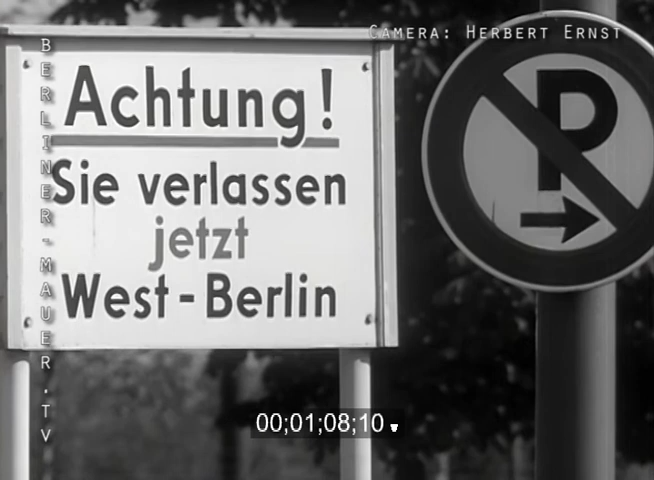 Camera: Herbert Ernst
BERLINER-MAUER.TV
Achtung!
Sie verlassen
jetzt
West-Berlin
P
00;01;08;10